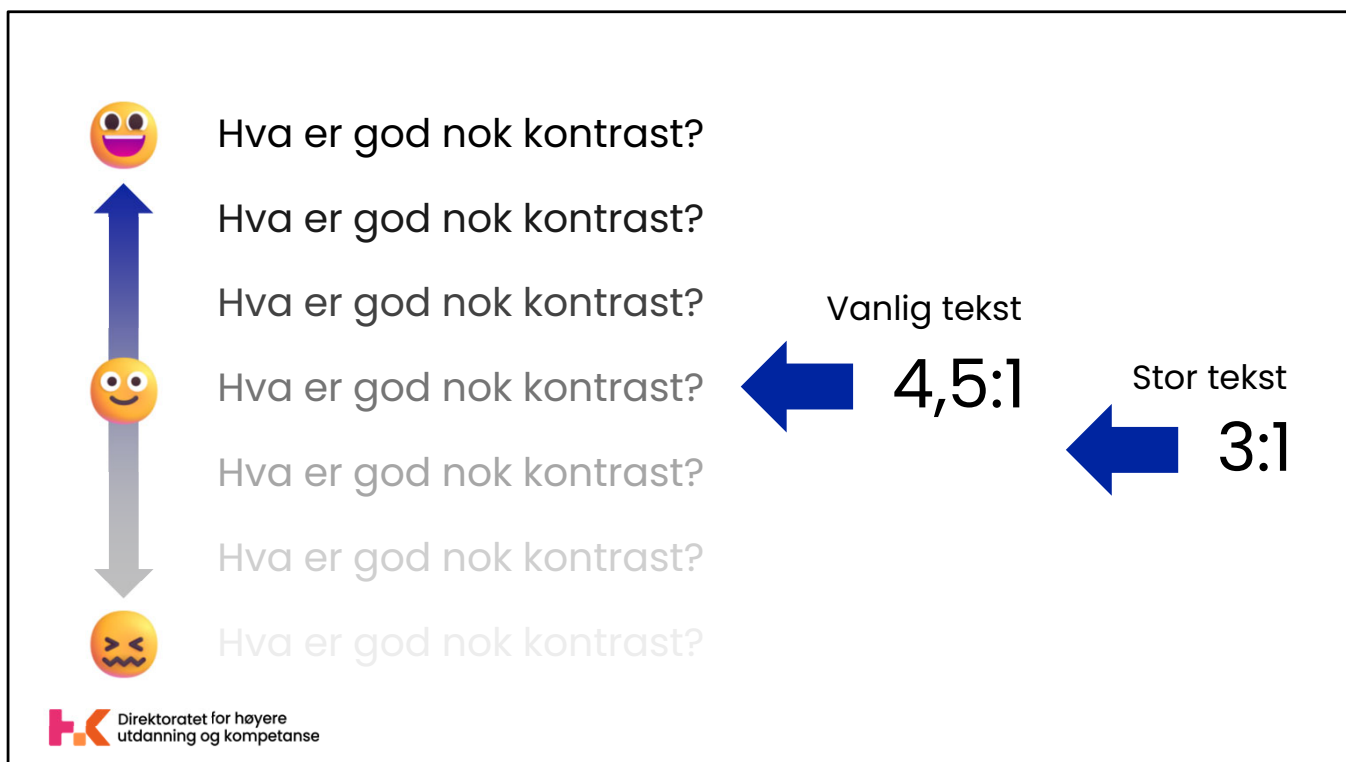 Hva er god nok kontrast?
Hva er god nok kontrast?
Hva er god nok kontrast?
Hva er god nok kontrast?
Hva er god nok kontrast?
Hva er god nok kontrast?
Hva er god nok kontrast?
Vanlig tekst
4,5:1
Stor tekst
3:1
Direktoratet for høyere
utdanning og kompetanse